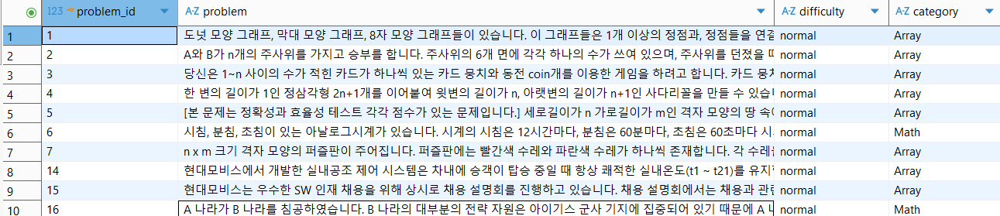 123 problem_id A-Z problem A-Z difficulty A-Z category
1 1 도넛 모양 그래프, 막대 모양 그래프, 8자 모양 그래프들이 있습니다. 이 그래프들은 1개 이상의 정점과, 정점들을 연결 normal Array
2 2 A와 B가 n개의 주사위를 가지고 승부를 합니다. 주사위의 6개 면에 각각 하나의 수가 쓰여 있으며, 주사위를 던졌을 때 normal Array
3 3 당신은 1~n 사이의 수가 적힌 카드가 하나씩 있는 카드 뭉치와 동전 coin개를 이용한 게임을 하려고 합니다. 카드 뭉치 normal Array
4 4 한 변의 길이가 1인 정삼각형 2n+1개를 이어붙여 윗변의 길이가 n, 아랫변의 길이가 n+1인 사다리꼴을 만들 수 있습니 normal Array
5 5 [본 문제는 정확성과 효율성 테스트 각각 점수가 있는 문제입니다.] 세로길이가 n 가로길이가 m인 격자 모양의 땅 속에 normal Array
6 6 시침, 분침, 초침이 있는 아날로그시계가 있습니다. 시계의 시침은 12시간마다, 분침은 60분마다, 초침은 60초마다 시 normal Math
7 7 n x m 크기 격자 모양의 퍼즐판이 주어집니다. 퍼즐판에는 빨간색 수레와 파란색 수레가 하나씩 존재합니다. 각 수레들 normal Array
8 14 현대모비스에서 개발한 실내공조 제어 시스템은 차내에 승객이 탑승 중일 때 항상 쾌적한 실내온도(t1 ~ t21)를 유지할 normal Array
9 15 현대모비스는 우수한 SW 인재 채용을 위해 상시로 채용 설명회를 진행하고 있습니다. 채용 설명회에서는 채용과 관련 normal Array
10 16 A 나라가 B 나라를 침공하였습니다. B 나라의 대부분의 전략 자원은 아이기스 군사 기지에 집중되어 있기 때문에 A normal Math